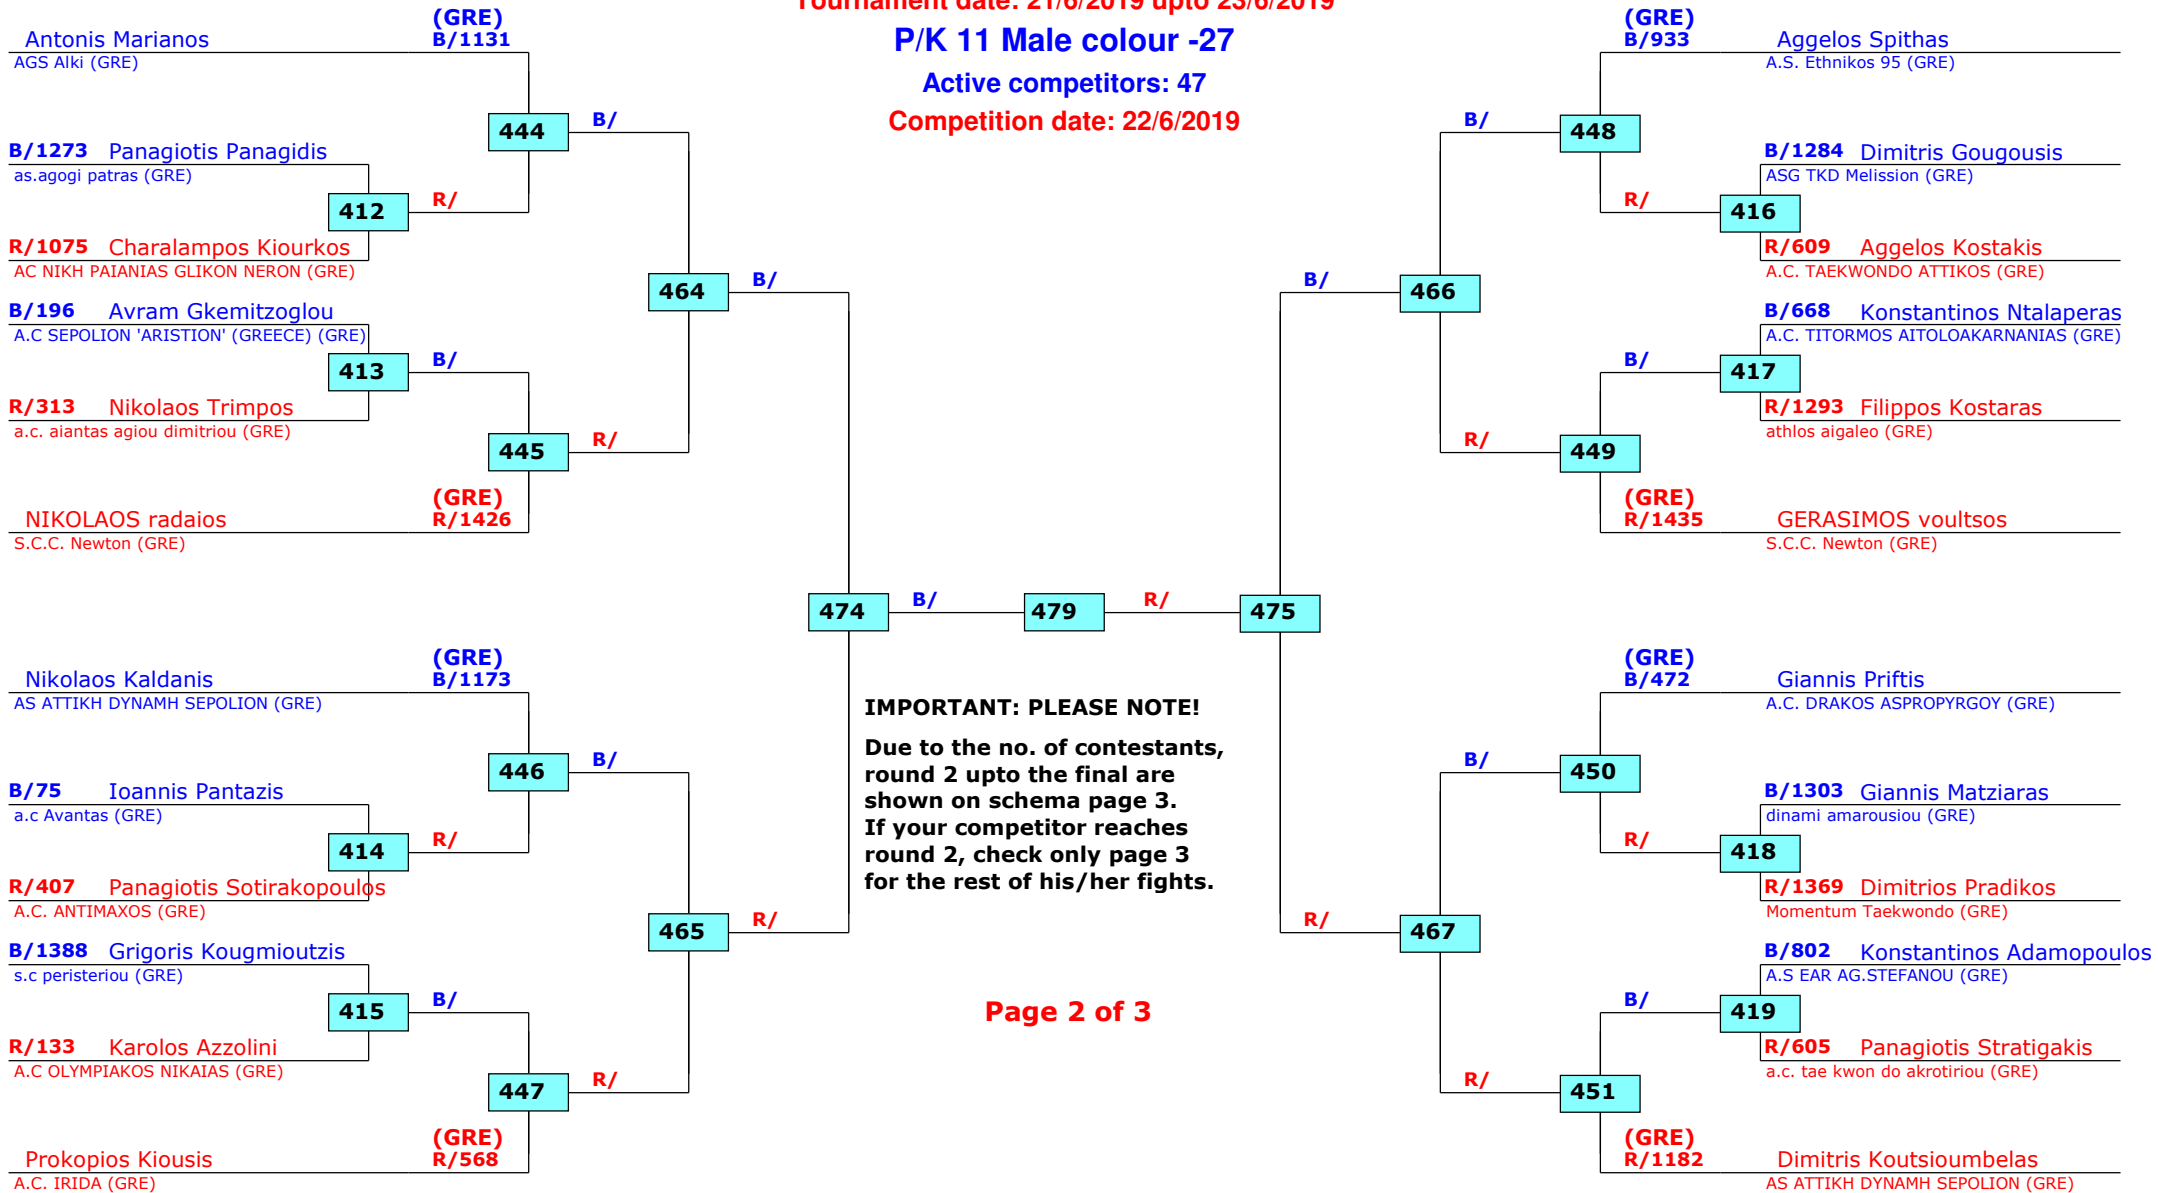 Tournament date: 21/6/2019 upto 23/6/2019
P/K 11 Male colour -27
Active competitors: 47
Competition date: 22/6/2019
(GRE)
Antonis Marianos B/1131
AGS Alki (GRE)
444 B/
B/1273 Panagiotis Panagidis
as.agogi patras (GRE)
412 R/
R/1075 Charalampos Kiourkos
AC NIKH PAIANIAS GLIKON NERON (GRE)
464 B/
B/196 Avram Gkemitzoglou
A.C SEPOLION 'ARISTION' (GREECE) (GRE)
413 B/
R/313 Nikolaos Trimpos
a.c. aiantas agiou dimitriou (GRE)
445 R/
(GRE)
NIKOLAOS radaios R/1426
S.C.C. Newton (GRE)
474 B/ 479 R/ 475
(GRE)
Nikolaos Kaldanis B/1173
AS ATTIKH DYNAMH SEPOLION (GRE)
446 B/
B/75 Ioannis Pantazis
a.c Avantas (GRE)
414 R/
R/407 Panagiotis Sotirakopoulos
A.C. ANTIMAXOS (GRE)
465 R/
B/1388 Grigoris Kougmioutzis
s.c peristeriou (GRE)
415 B/
R/133 Karolos Azzolini
A.C OLYMPIAKOS NIKAIAS (GRE)
447 R/
(GRE)
Prokopios Kiousis R/568
A.C. IRIDA (GRE)
IMPORTANT: PLEASE NOTE!
Due to the no. of contestants,
round 2 upto the final are
shown on schema page 3.
If your competitor reaches
round 2, check only page 3
for the rest of his/her fights.
Page 2 of 3
(GRE)
B/933 Aggelos Spithas
A.S. Ethnikos 95 (GRE)
B/ 448
B/1284 Dimitris Gougousis
ASG TKD Melission (GRE)
R/ 416
R/609 Aggelos Kostakis
A.C. TAEKWONDO ATTIKOS (GRE)
B/ 466
B/668 Konstantinos Ntalaperas
A.C. TITORMOS AITOLOAKARNANIAS (GRE)
B/ 417
R/1293 Filippos Kostaras
athlos aigaleo (GRE)
R/ 449
(GRE)
R/1435 GERASIMOS voultsos
S.C.C. Newton (GRE)
(GRE)
B/472 Giannis Priftis
A.C. DRAKOS ASPROPYRGOY (GRE)
B/ 450
B/1303 Giannis Matziaras
dinami amarousiou (GRE)
R/ 418
R/1369 Dimitrios Pradikos
Momentum Taekwondo (GRE)
R/ 467
B/802 Konstantinos Adamopoulos
A.S EAR AG.STEFANOU (GRE)
B/ 419
R/605 Panagiotis Stratigakis
a.c. tae kwon do akrotiriou (GRE)
R/ 451
(GRE)
R/1182 Dimitris Koutsioumbelas
AS ATTIKH DYNAMH SEPOLION (GRE)